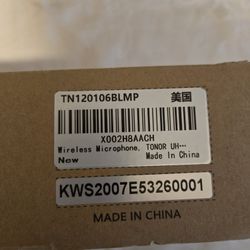 TN120106BLMP 美国
X002H8AACH
Wireless Microphone, TONOR UH···
New Made In China
KWS2007E53260001
MADE IN CHINA